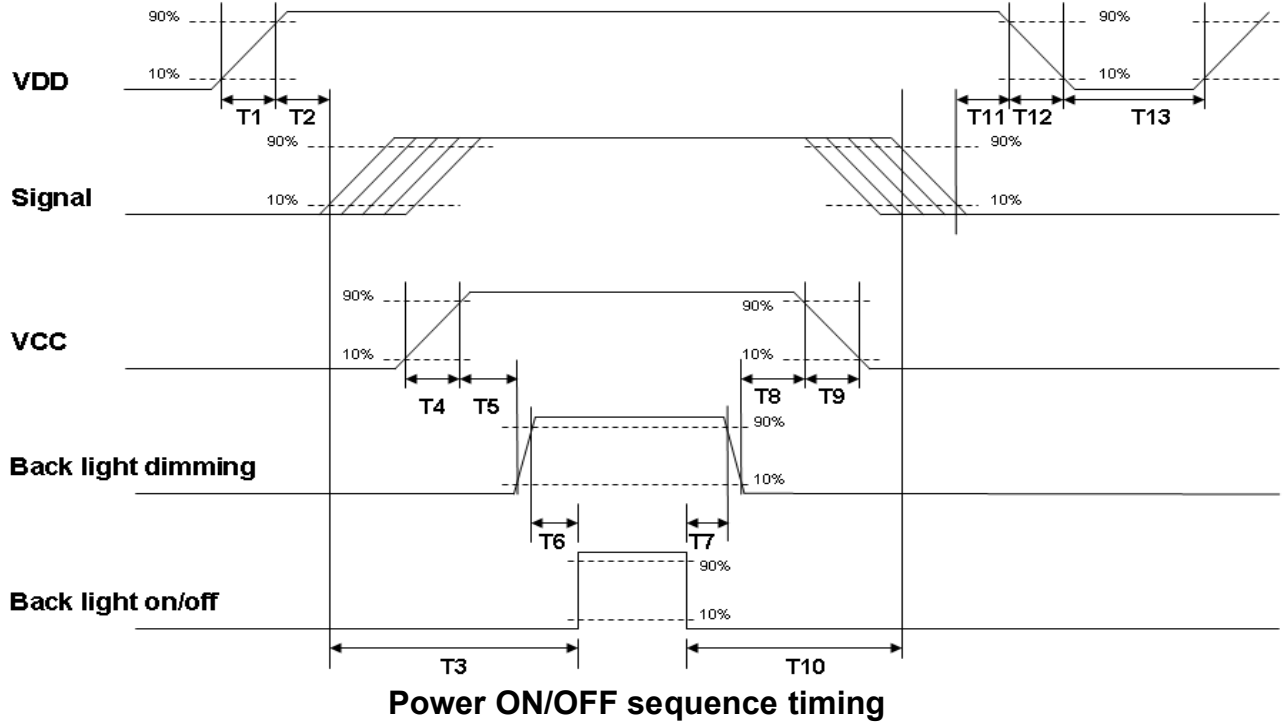 90% 90% 90%
VDD 10% 10% 10%
T1 T2 T11 T12 T13
90% 90%
Signal 10% 10%
90% 90%
VCC 10% 10%
T4 T5 T8 T9
90%
Back light dimming 10%
T6 T7
90%
Back light on/off 10%
T3 T10
Power ON/OFF sequence timing